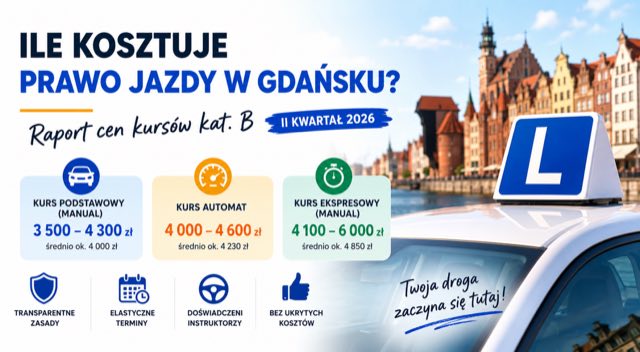 ILE KOSZTUJE
PRAWO JAZDY W GDAŃSKU?
Raport cen kursów kat. B
II KWARTAŁ 2026
KURS PODSTAWOWY
(MANUAL)
3 500 – 4 300 zł
średnio ok. 4 000 zł
KURS AUTOMAT
4 000 – 4 600 zł
średnio ok. 4 230 zł
KURS EKSPRESOWY
(MANUAL)
4 100 – 6 000 zł
średnio ok. 4 850 zł
TRANSPARENTNE
ZASADY
ELASTYCZNE
TERMINY
DOŚWIADCZENI
INSTRUKTORZY
BEZ UKRYTYCH
KOSZTÓW
L
Twoja droga
zaczyna się tutaj!